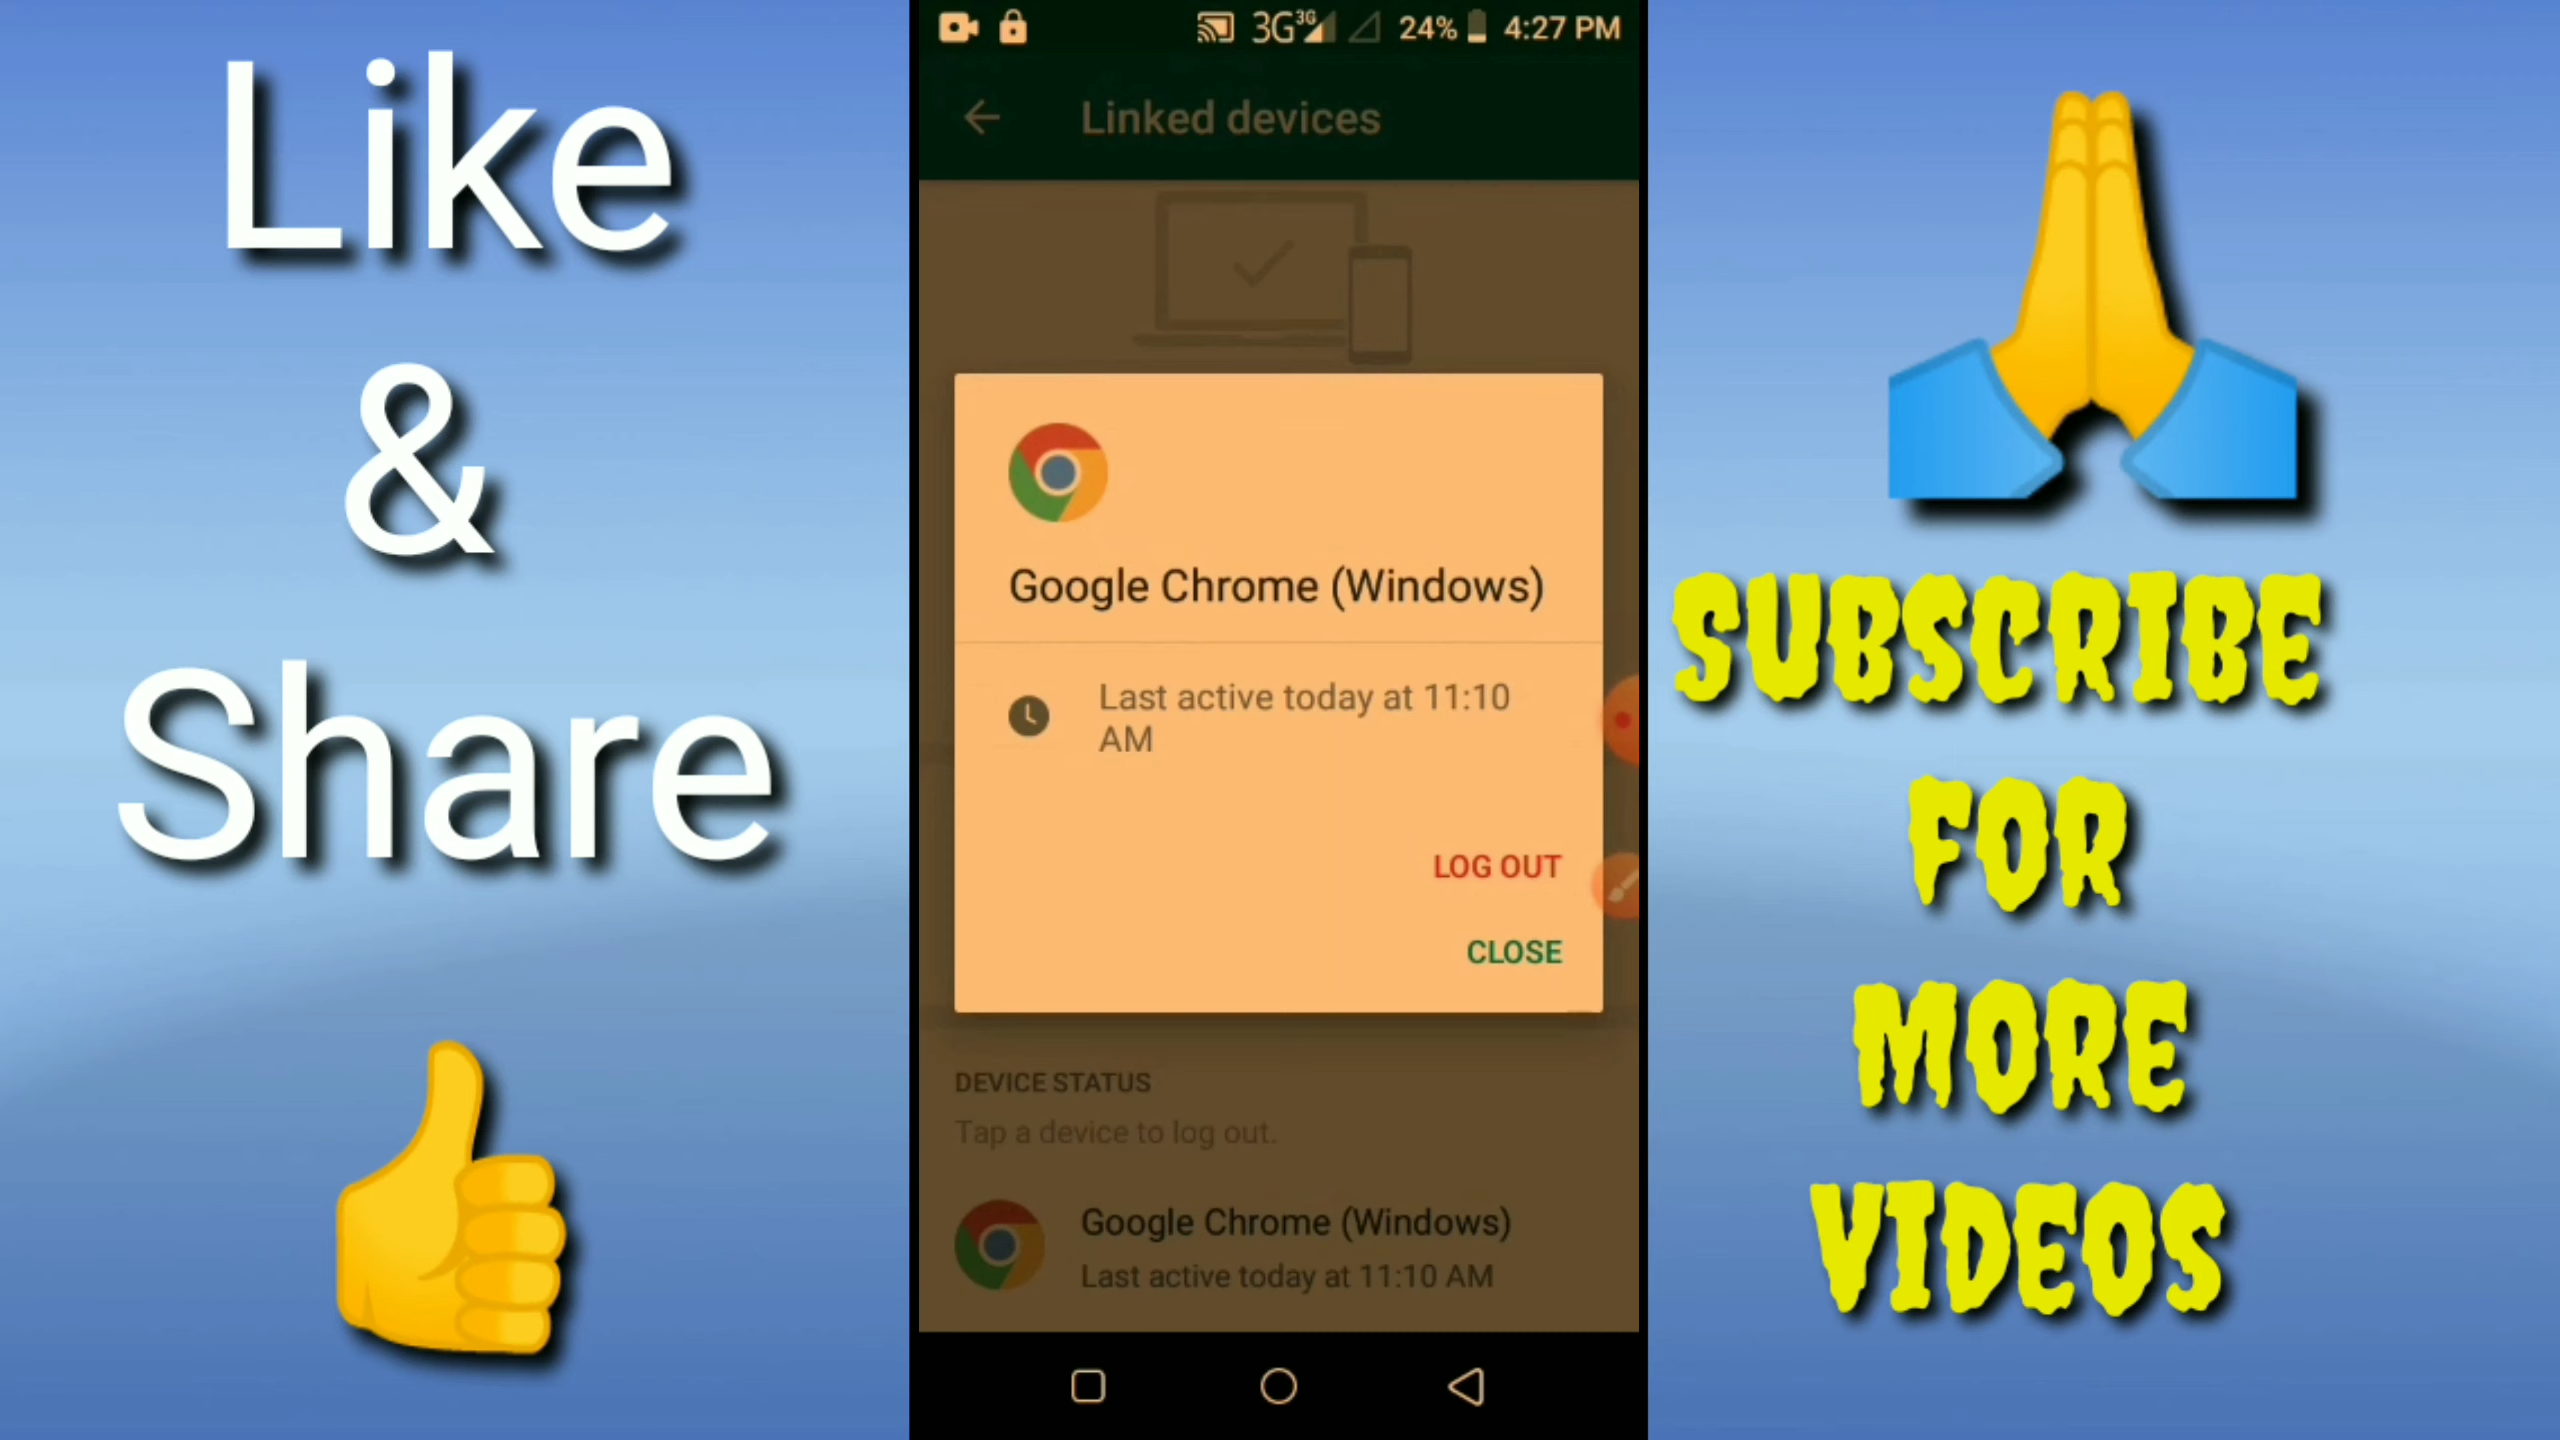 Like
&
Share
3G 3G 24% 4:27 PM
Linked devices
Google Chrome (Windows)
Last active today at 11:10
AM
LOG OUT
CLOSE
DEVICE STATUS
Tap a device to log out.
Google Chrome (Windows)
Last active today at 11:10 AM
SUBSCRIBE
FOR
MORE
VIDEOS